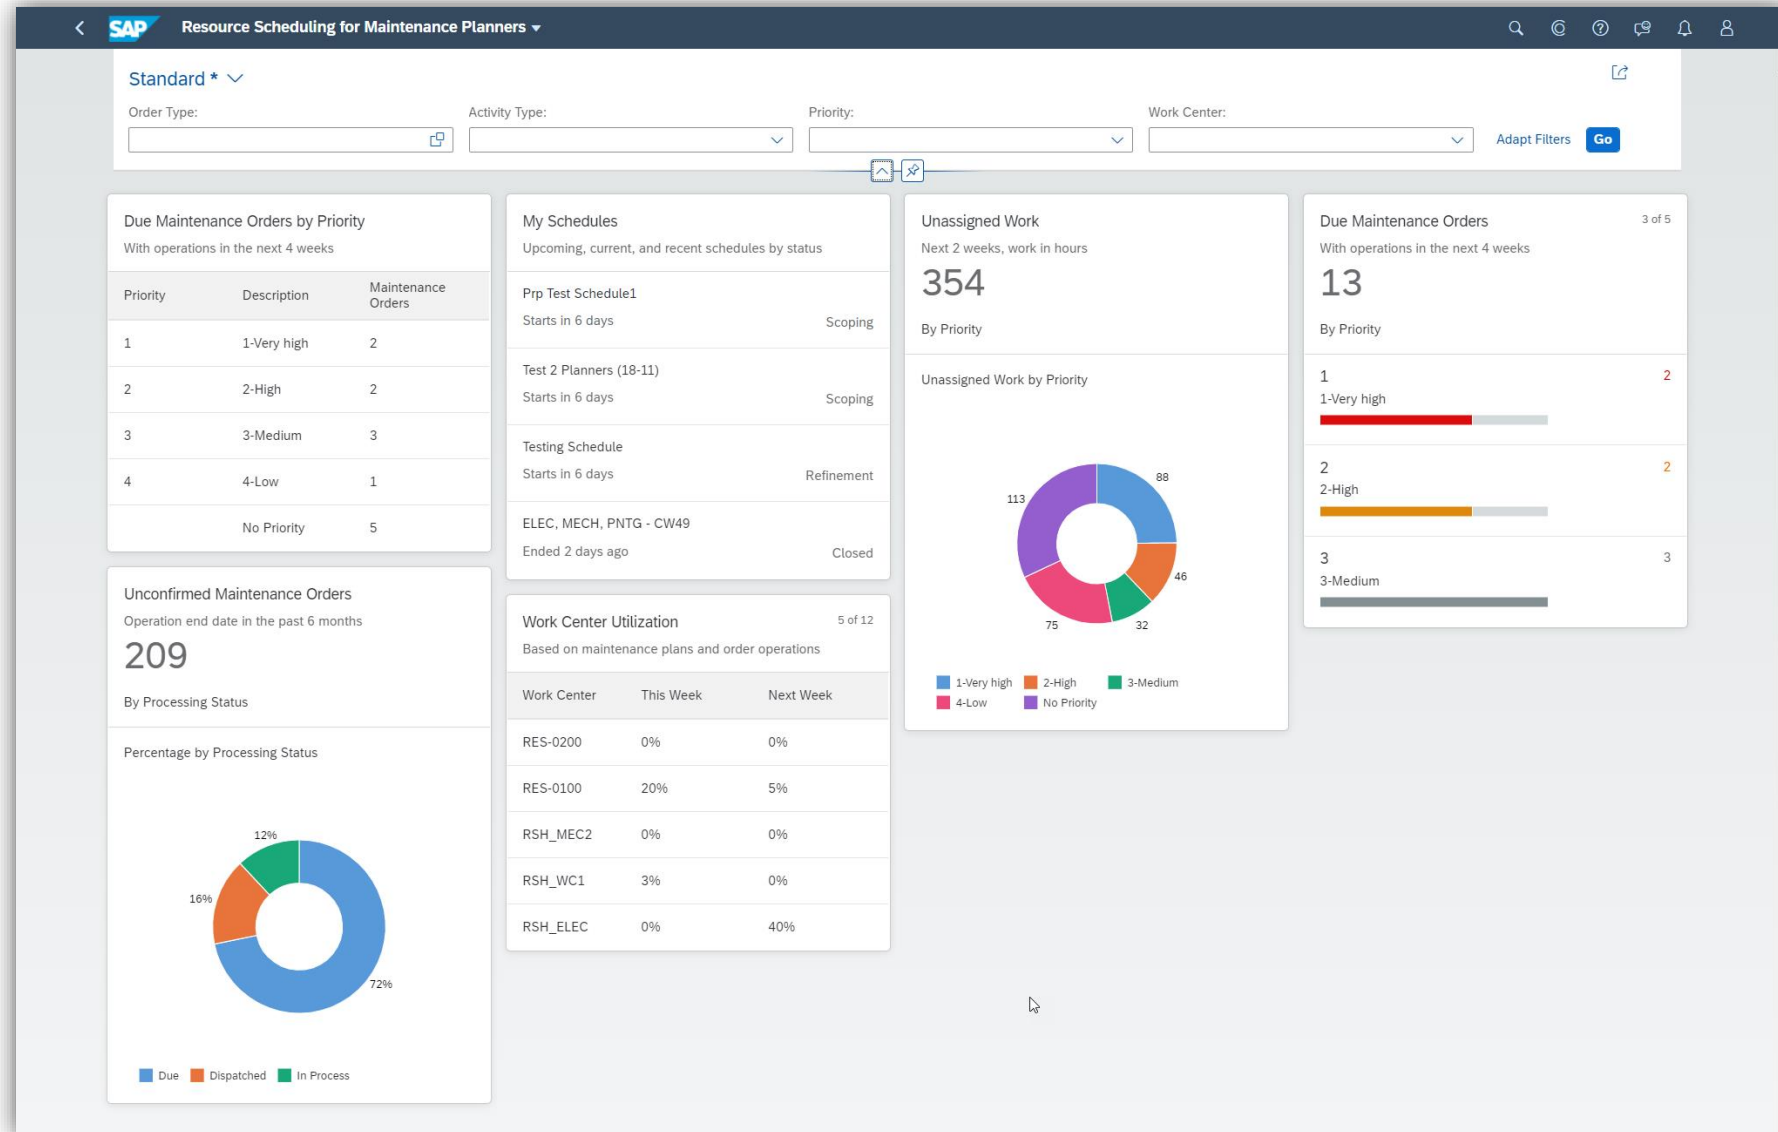 SAP Resource Scheduling for Maintenance Planners
Standard *
Order Type: Activity Type: Priority: Work Center:
Adapt Filters Go
Due Maintenance Orders by Priority
With operations in the next 4 weeks
Priority Description Maintenance Orders
1 1-Very high 2
2 2-High 2
3 3-Medium 3
4 4-Low 1
No Priority 5
Unconfirmed Maintenance Orders
Operation end date in the past 6 months
209
By Processing Status
Percentage by Processing Status
12%
16%
72%
Due Dispatched In Process
My Schedules
Upcoming, current, and recent schedules by status
Prp Test Schedule1
Starts in 6 days Scoping
Test 2 Planners (18-11)
Starts in 6 days Scoping
Testing Schedule
Starts in 6 days Refinement
ELEC, MECH, PNTG - CW49
Ended 2 days ago Closed
Work Center Utilization 5 of 12
Based on maintenance plans and order operations
Work Center This Week Next Week
RES-0200 0% 0%
RES-0100 20% 5%
RSH_MEC2 0% 0%
RSH_WC1 3% 0%
RSH_ELEC 0% 40%
Unassigned Work
Next 2 weeks, work in hours
354
By Priority
Unassigned Work by Priority
88
113
46
75 32
1-Very high 2-High 3-Medium
4-Low No Priority
Due Maintenance Orders 3 of 5
With operations in the next 4 weeks
13
By Priority
1 2
1-Very high
2 2
2-High
3 3
3-Medium